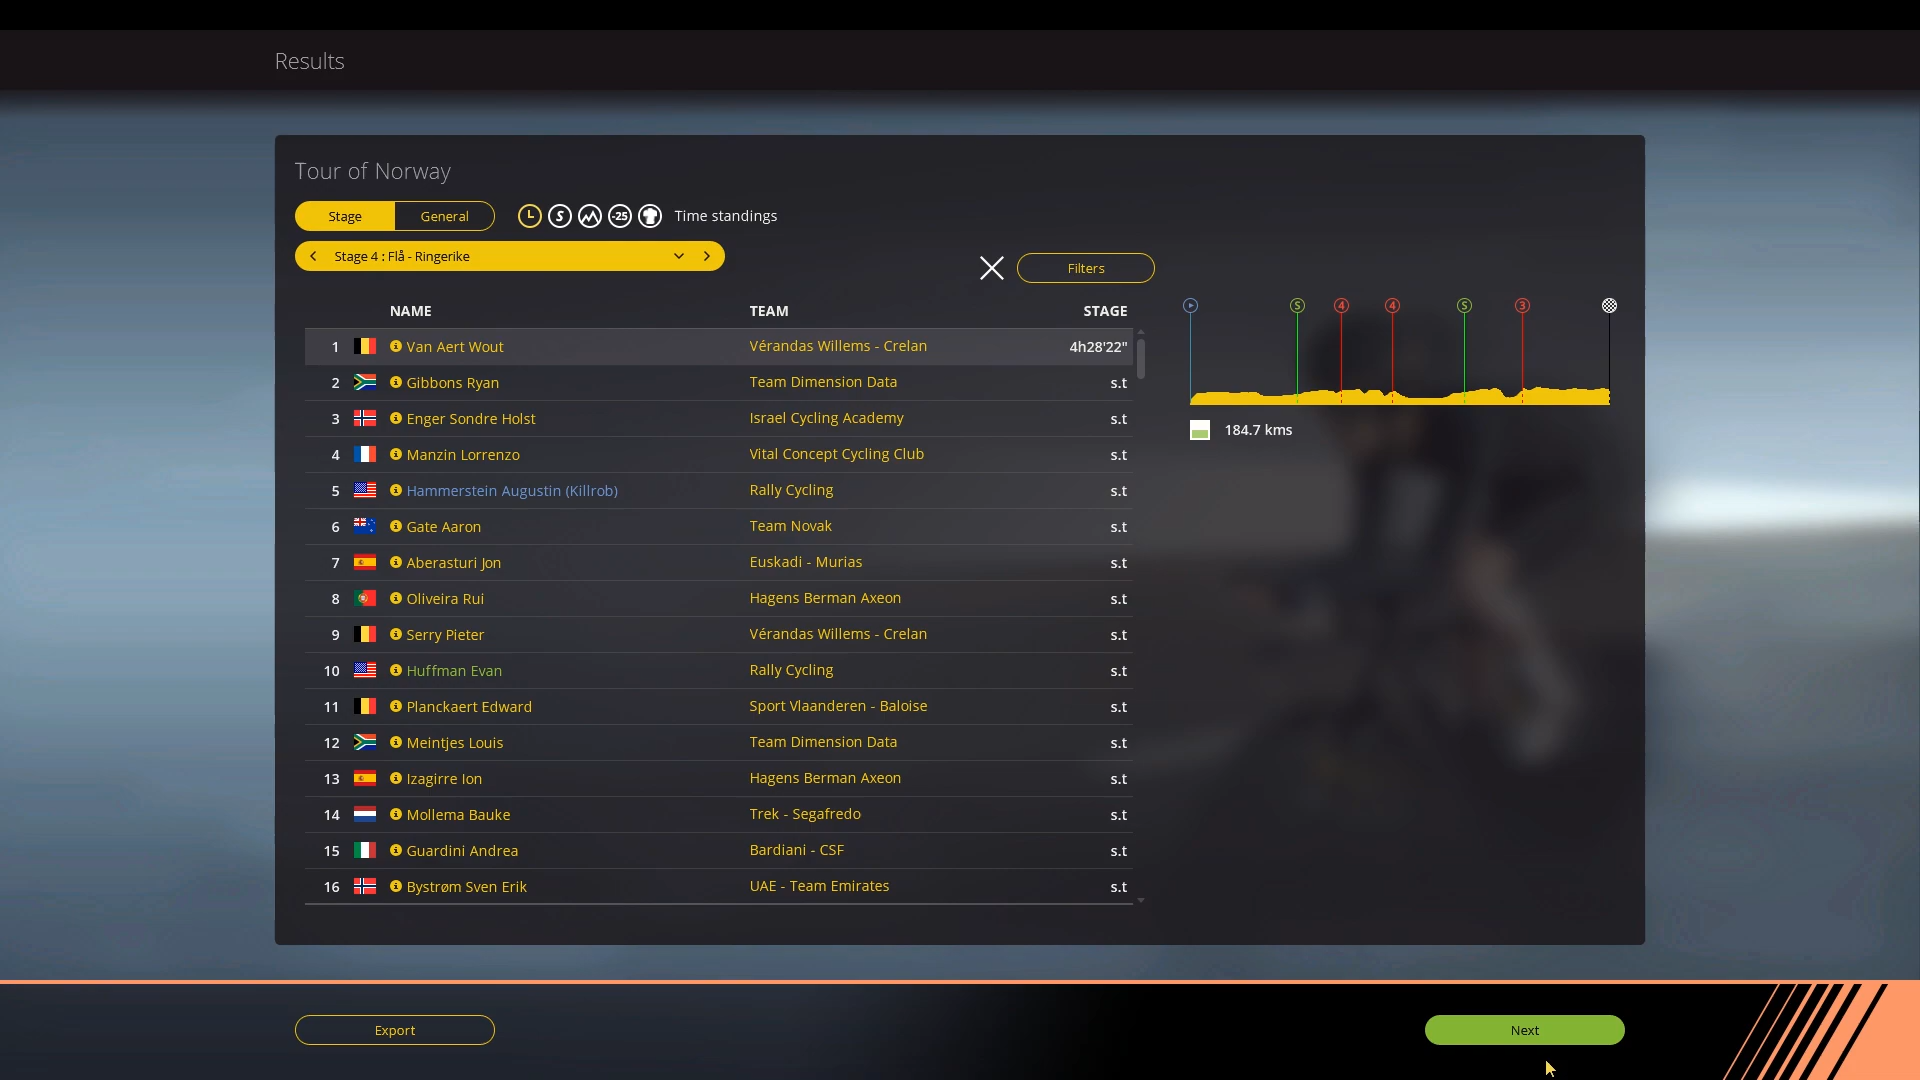 Results
Tour of Norway
Stage General S -25 Time standings
Stage 4 : Flå - Ringerike
Filters
NAME TEAM STAGE
S 4 4 S 3
1 Van Aert Wout Vérandas Willems - Crelan 4h28'22"
2 Gibbons Ryan Team Dimension Data s.t
3 Enger Sondre Holst Israel Cycling Academy s.t
184.7 kms
4 Manzin Lorrenzo Vital Concept Cycling Club s.t
5 Hammerstein Augustin (Killrob) Rally Cycling s.t
6 Gate Aaron Team Novak s.t
7 Aberasturi Jon Euskadi - Murias s.t
8 Oliveira Rui Hagens Berman Axeon s.t
9 Serry Pieter Vérandas Willems - Crelan s.t
10 Huffman Evan Rally Cycling s.t
11 Planckaert Edward Sport Vlaanderen - Baloise s.t
12 Meintjes Louis Team Dimension Data s.t
13 Izagirre Ion Hagens Berman Axeon s.t
14 Mollema Bauke Trek - Segafredo s.t
15 Guardini Andrea Bardiani - CSF s.t
16 Bystrøm Sven Erik UAE - Team Emirates s.t
Export Next